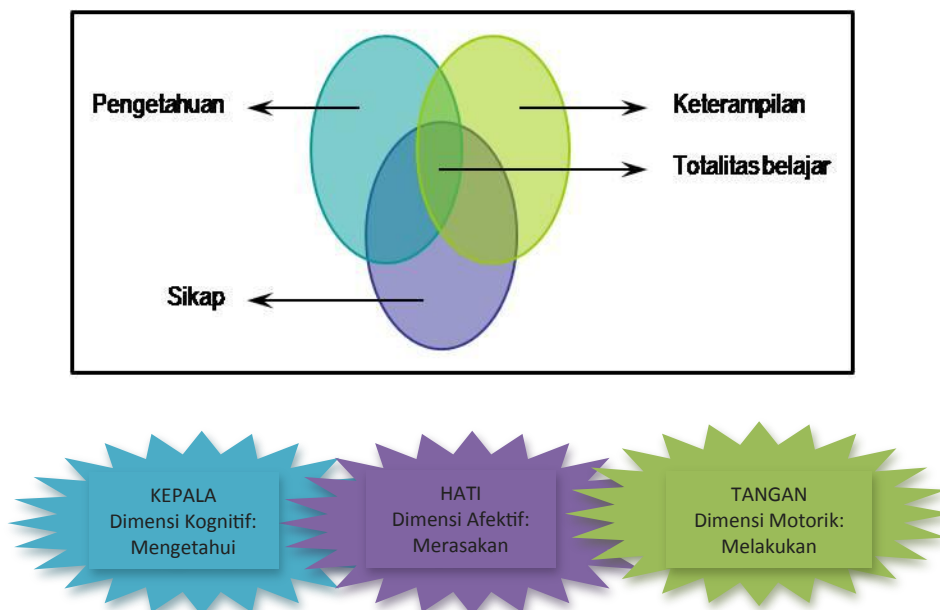 Pengetahuan
Keterampilan
Totalitas belajar
Sikap
KEPALA
Dimensi Kognitif:
Mengetahui
HATI
Dimensi Afektif:
Merasakan
TANGAN
Dimensi Motorik:
Melakukan